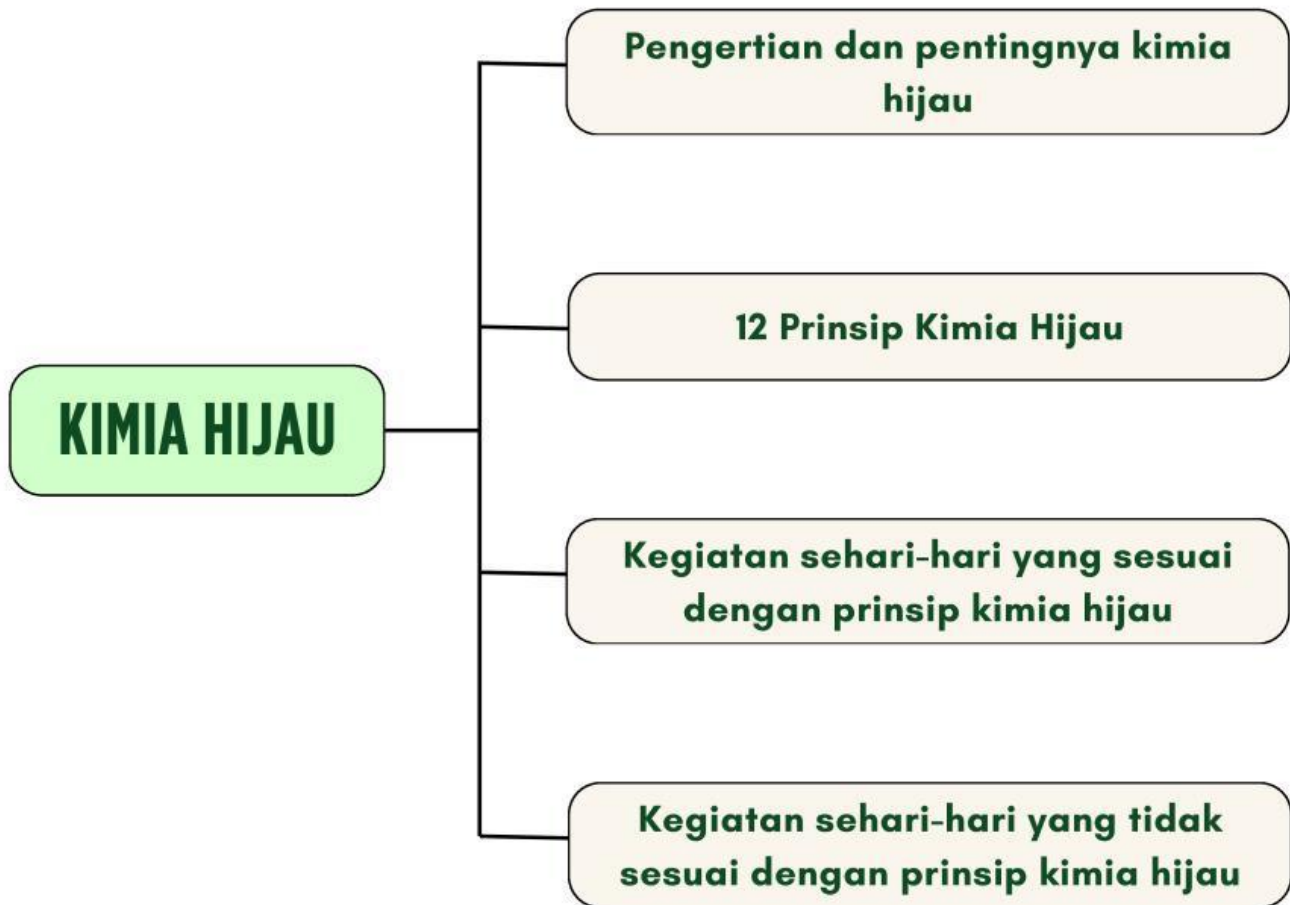 Pengertian dan pentingnya kimia
hijau
12 Prinsip Kimia Hijau
KIMIA HIJAU
Kegiatan sehari-hari yang sesuai
dengan prinsip kimia hijau
Kegiatan sehari-hari yang tidak
sesuai dengan prinsip kimia hijau